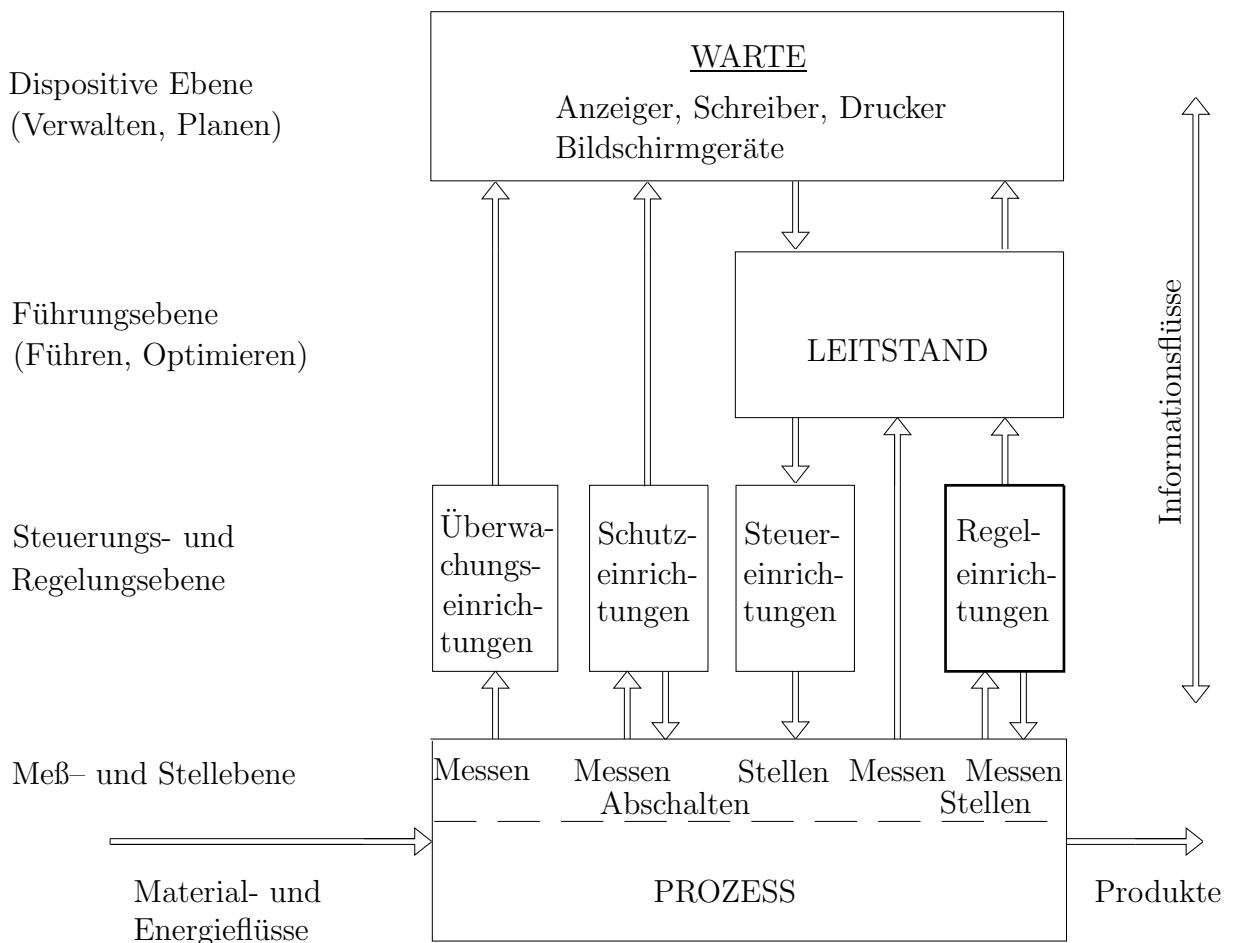 WARTE
Dispositive Ebene
(Verwalten, Planen)
Anzeiger, Schreiber, Drucker
Bildschirmgeräte
Führungsebene
(Führen, Optimieren)
LEITSTAND
Informationsflüsse
Steuerungs- und
Regelungsebene
Überwa-
chungs-
einrich-
tungen
Schutz-
einrich-
tungen
Steuer-
einrich-
tungen
Regel-
einrich-
tungen
Meß– und Stellebene
Messen
Messen
Abschalten
Stellen
Messen
Messen
Stellen
Material- und
Energieflüsse
PROZESS
Produkte